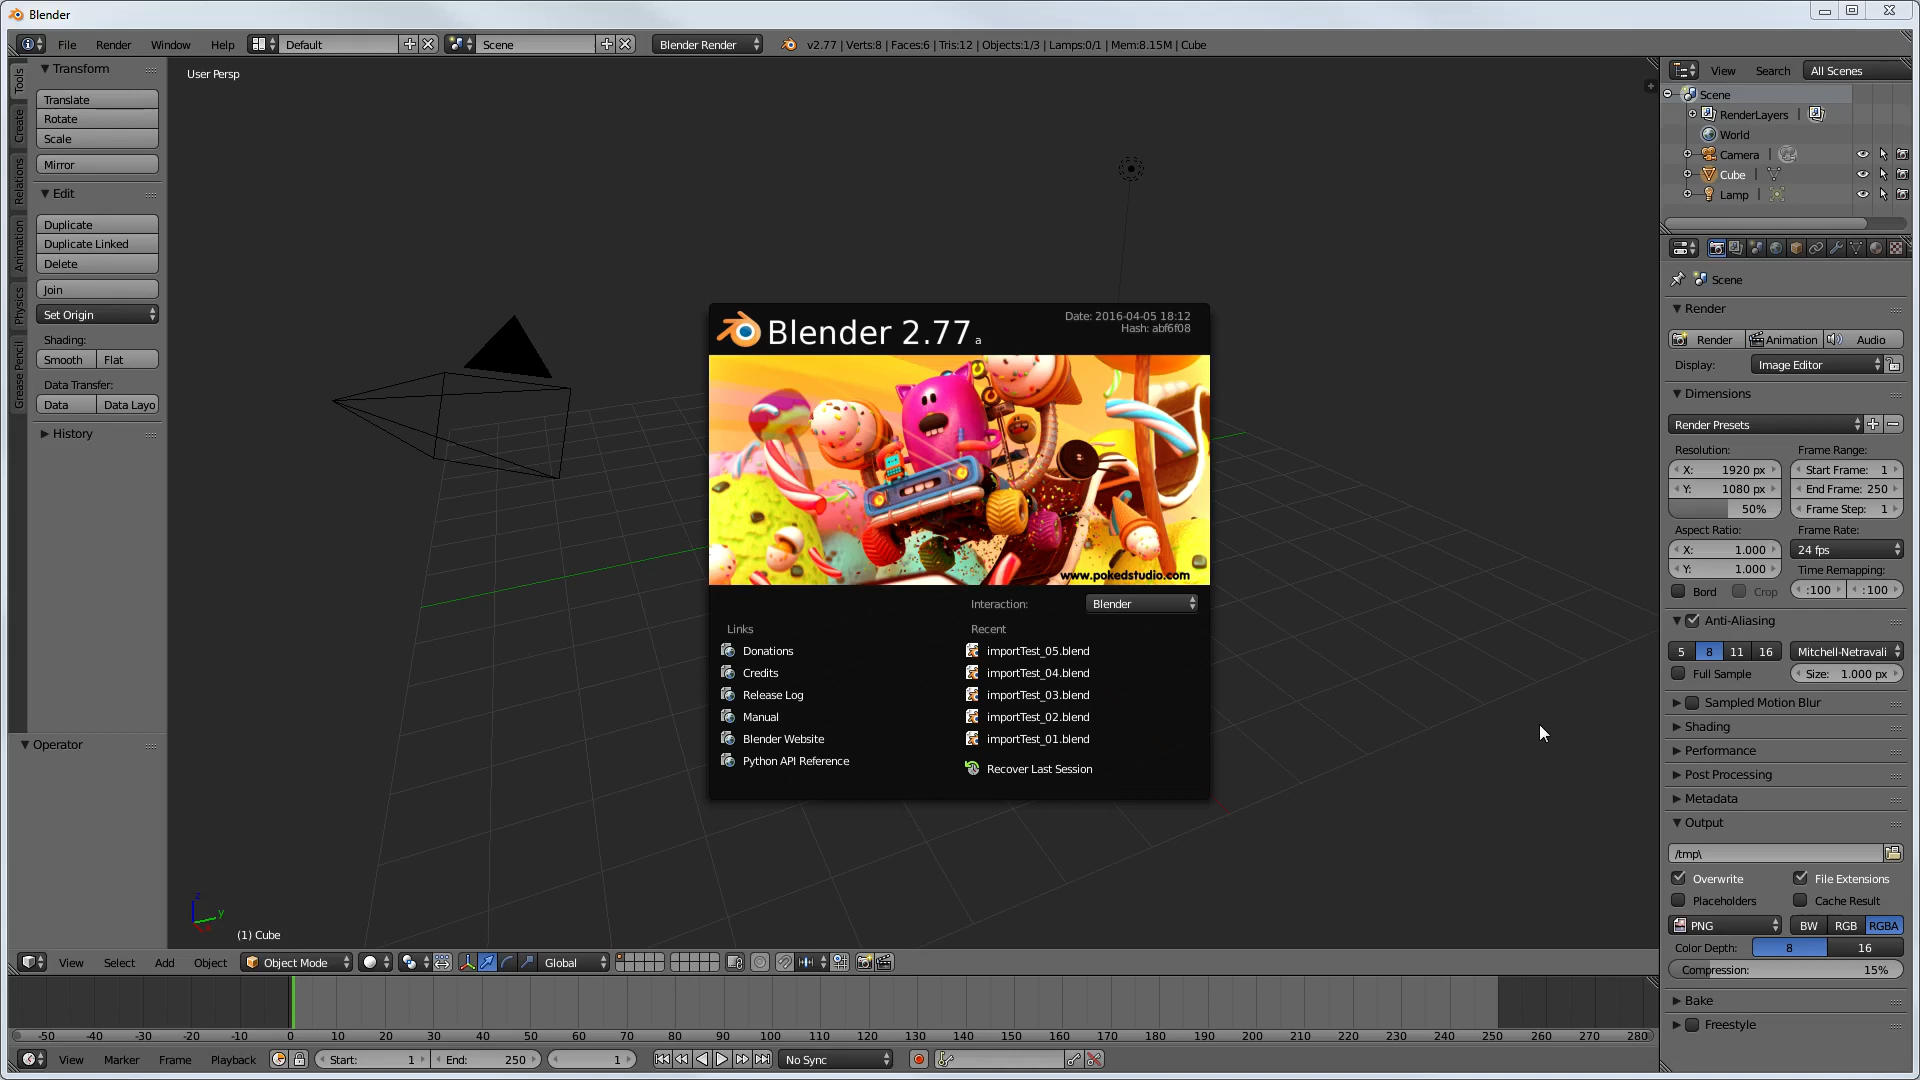 Blender
File Render Window Help Default Scene Blender Render v2.77 | Verts:8 | Faces:6 | Tris:12 | Objects:1/3 | Lamps:0/1 | Mem:8.15M | Cube
Tools
Create
Relations
Animation
Physics
Grease Pencil
Transform
Translate
Rotate
Scale
Mirror
Edit
Duplicate
Duplicate Linked
Delete
Join
Set Origin
Shading:
Smooth Flat
Data Transfer:
Data Data Layo
History
Operator
User Persp
Blender 2.77 a
Date: 2016-04-05 18:12
Hash: abf6f08
www.pokedstudio.com
Interaction: Blender
Links
Donations
Credits
Release Log
Manual
Blender Website
Python API Reference
Recent
importTest_05.blend
importTest_04.blend
importTest_03.blend
importTest_02.blend
importTest_01.blend
Recover Last Session
z
y
(1) Cube
View Select Add Object Object Mode Global
-50 -40 -30 -20 -10 0 10 20 30 40 50 60 70 80 90 100 110 120 130 140 150 160 170 180 190 200 210 220 230 240 250 260 270 280
View Marker Frame Playback Start: 1 End: 250 1 No Sync
View Search All Scenes
Scene
RenderLayers |
World
Camera |
Cube |
Lamp |
Scene
Render
Render Animation Audio
Display: Image Editor
Dimensions
Render Presets
Resolution: Frame Range:
X: 1920 px Start Frame: 1
Y: 1080 px End Frame: 250
50% Frame Step: 1
Aspect Ratio: Frame Rate:
X: 1.000 24 fps
Y: 1.000 Time Remapping:
Bord Crop :100 :100
Anti-Aliasing
5 8 11 16 Mitchell-Netravali
Full Sample Size: 1.000 px
Sampled Motion Blur
Shading
Performance
Post Processing
Metadata
Output
/tmp\
Overwrite File Extensions
Placeholders Cache Result
PNG BW RGB RGBA
Color Depth: 8 16
Compression: 15%
Bake
Freestyle